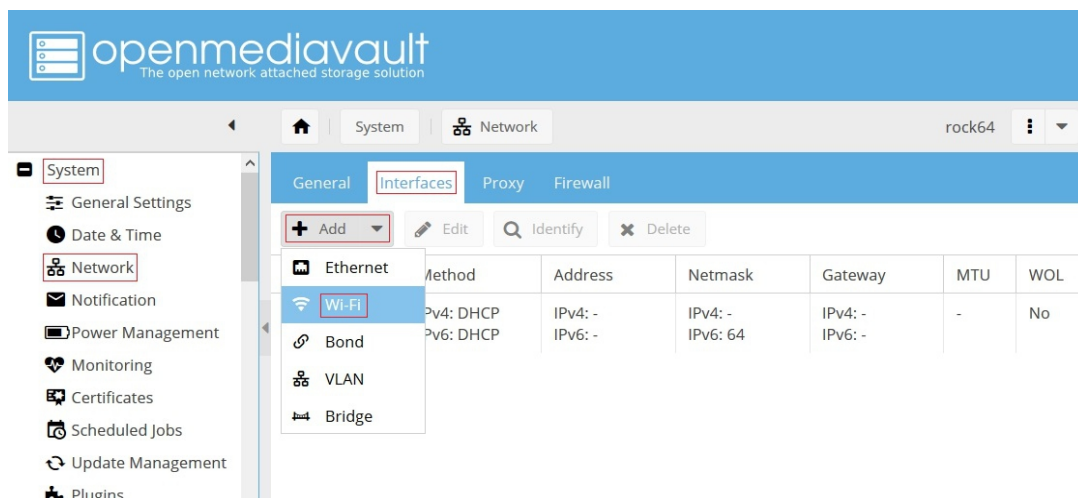 openmediavault
The open network attached storage solution
System
Network
rock64
System
General Settings
Date & Time
Network
Notification
Power Management
Monitoring
Certificates
Scheduled Jobs
Update Management
Plugins
General Interfaces Proxy Firewall
Add Edit Identify Delete
Ethernet
Wi-Fi
Bond
VLAN
Bridge
Method Address Netmask Gateway MTU WOL
IPv4: DHCP IPv4: - IPv4: - IPv4: - - No
IPv6: DHCP IPv6: - IPv6: 64 IPv6: -